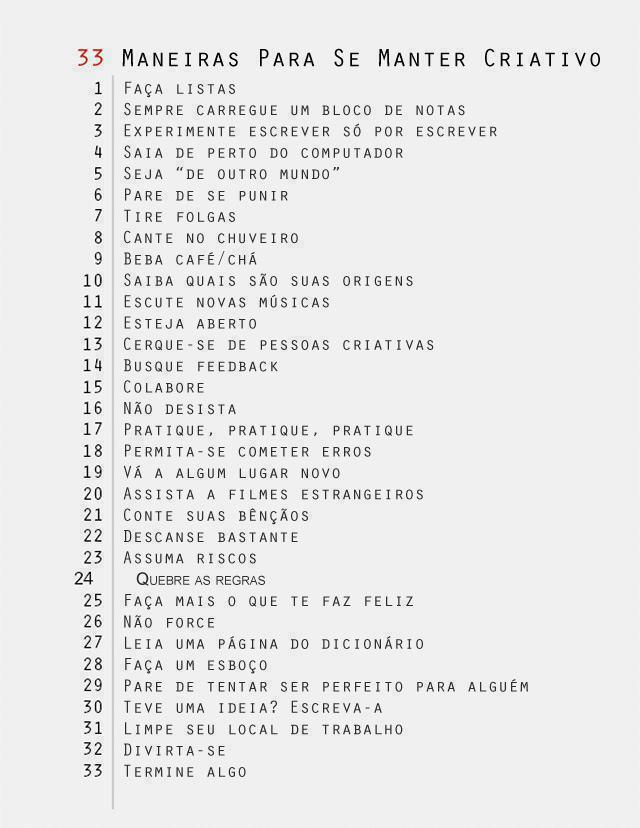 33 Maneiras Para Se Manter Criativo
1 Faça listas
2 Sempre carregue um bloco de notas
3 Experimente escrever só por escrever
4 Saia de perto do computador
5 Seja “de outro mundo”
6 Pare de se punir
7 Tire folgas
8 Cante no chuveiro
9 Beba café/chá
10 Saiba quais são suas origens
11 Escute novas músicas
12 Esteja aberto
13 Cerque-se de pessoas criativas
14 Busque feedback
15 Colabore
16 Não desista
17 Pratique, pratique, pratique
18 Permita-se cometer erros
19 Vá a algum lugar novo
20 Assista a filmes estrangeiros
21 Conte suas bênçãos
22 Descanse bastante
23 Assuma riscos
24 Quebre as regras
25 Faça mais o que te faz feliz
26 Não force
27 Leia uma página do dicionário
28 Faça um esboço
29 Pare de tentar ser perfeito para alguém
30 Teve uma ideia? Escreva-a
31 Limpe seu local de trabalho
32 Divirta-se
33 Termine algo